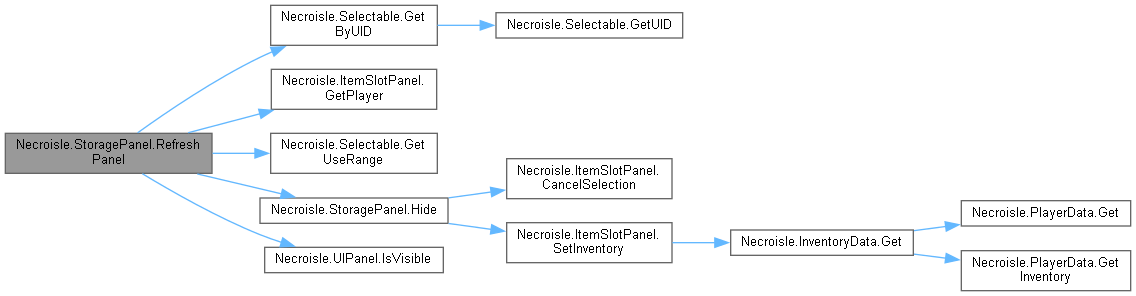 Necroisle.StoragePanel.Refresh
Panel
Necroisle.Selectable.Get
ByUID
Necroisle.Selectable.GetUID
Necroisle.ItemSlotPanel.
GetPlayer
Necroisle.Selectable.Get
UseRange
Necroisle.StoragePanel.Hide
Necroisle.ItemSlotPanel.
CancelSelection
Necroisle.ItemSlotPanel.
SetInventory
Necroisle.InventoryData.Get
Necroisle.PlayerData.Get
Necroisle.PlayerData.Get
Inventory
Necroisle.UIPanel.IsVisible